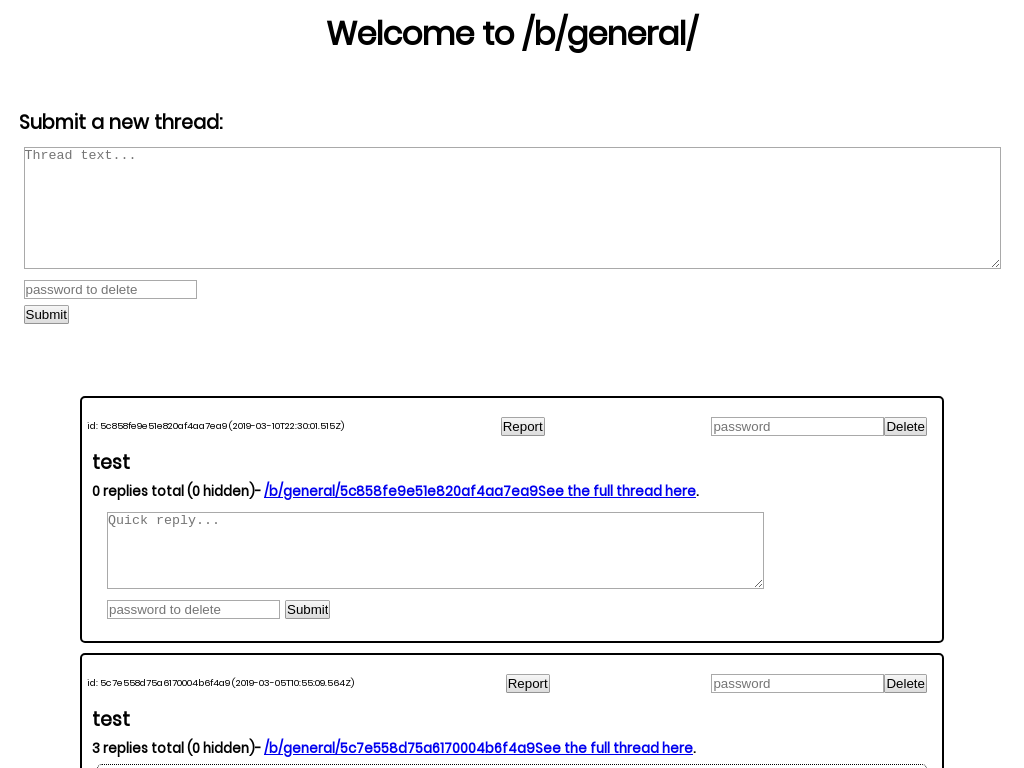 Welcome to /b/general/
Submit a new thread:
Thread text...
password to delete
Submit
id: 5c858fe9e51e820af4aa7ea9 (2019-03-10T22:30:01.515Z) Report password Delete
test
0 replies total (0 hidden)- /b/general/5c858fe9e51e820af4aa7ea9See the full thread here.
Quick reply...
password to delete Submit
id: 5c7e558d75a6170004b6f4a9 (2019-03-05T10:55:09.564Z) Report password Delete
test
3 replies total (0 hidden)- /b/general/5c7e558d75a6170004b6f4a9See the full thread here.